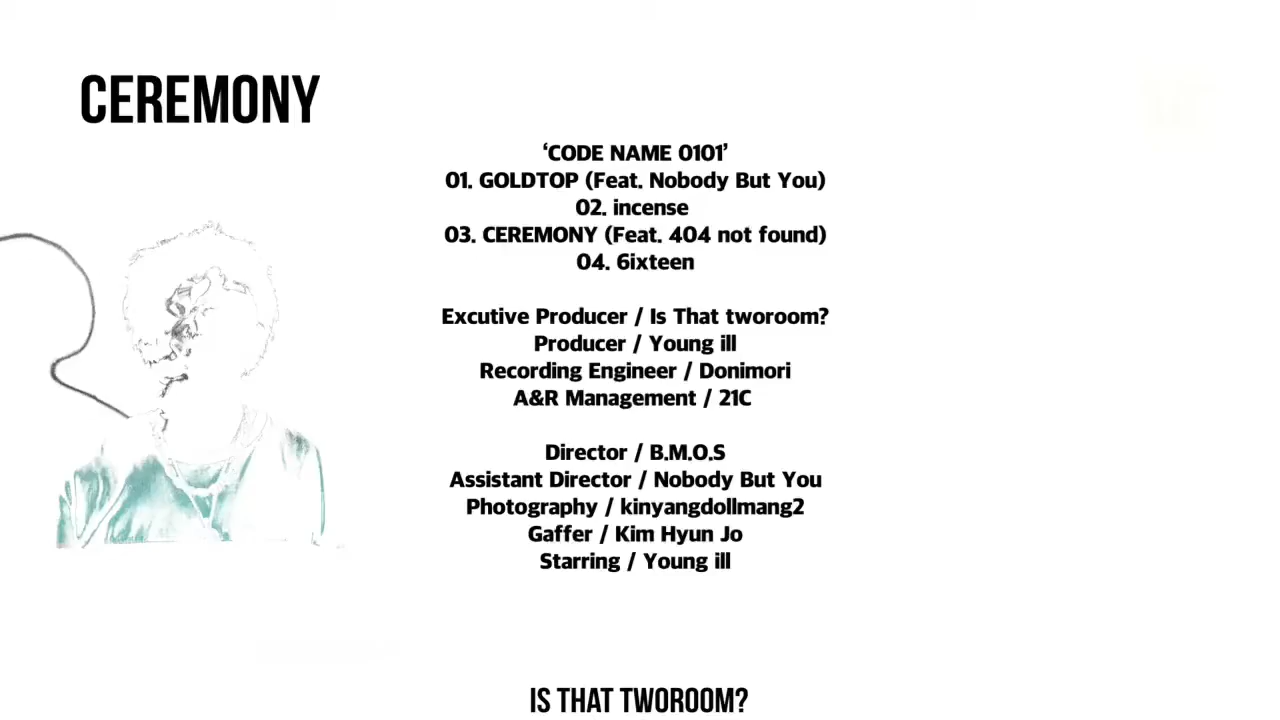 CEREMONY
‘CODE NAME 0101’
01. GOLDTOP (Feat. Nobody But You)
02. incense
03. CEREMONY (Feat. 404 not found)
04. 6ixteen
Excutive Producer / Is That tworoom?
Producer / Young ill
Recording Engineer / Donimori
A&R Management / 21C
Director / B.M.O.S
Assistant Director / Nobody But You
Photography / kinyangdollmang2
Gaffer / Kim Hyun Jo
Starring / Young ill
IS THAT TWOROOM?